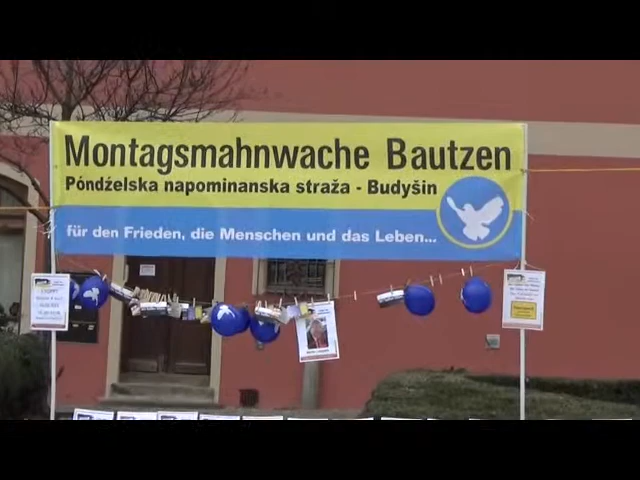 Montagsmahnwache Bautzen
Póndźelska napominanska straža - Budyšin
für den Frieden, die Menschen und das Leben...